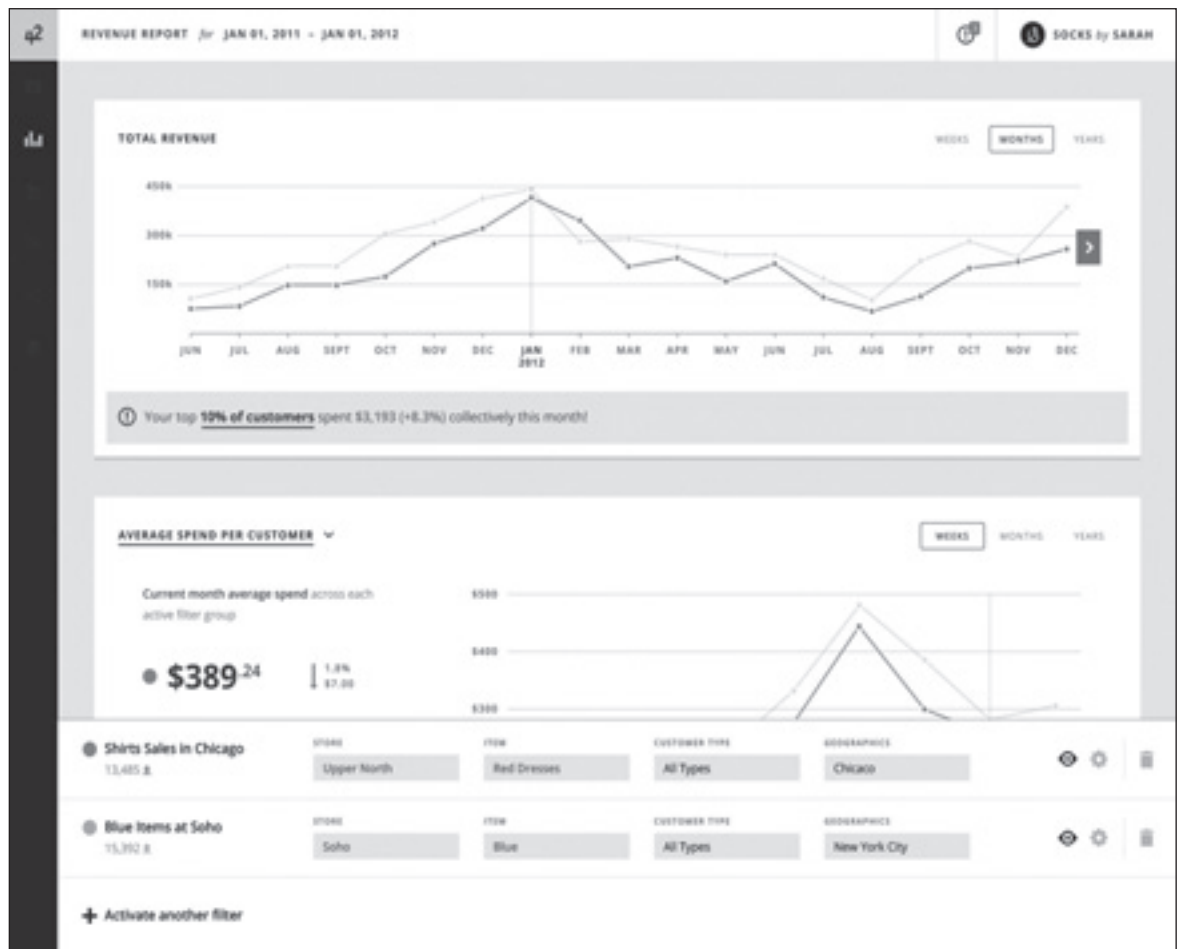 q2
REVENUE REPORT for JAN 01, 2011 – JAN 01, 2012
SOCKS by SARAH
TOTAL REVENUE
WEEKS MONTHS YEARS
450k
300k
150k
JUN JUL AUG SEPT OCT NOV DEC JAN FEB MAR APR MAY JUN JUL AUG SEPT OCT NOV DEC
2012
Your top 10% of customers spent $3,193 (+8.3%) collectively this month!
AVERAGE SPEND PER CUSTOMER
WEEKS MONTHS YEARS
Current month average spend across each
active filter group
$389.24
1.8%
$7.00
$500
$400
$300
Shirts Sales in Chicago
13,485
STORE ITEM CUSTOMER TYPE GEOGRAPHICS
Upper North Red Dresses All Types Chicaco
Blue Items at Soho
15,392
STORE ITEM CUSTOMER TYPE GEOGRAPHICS
Soho Blue All Types New York City
Activate another filter